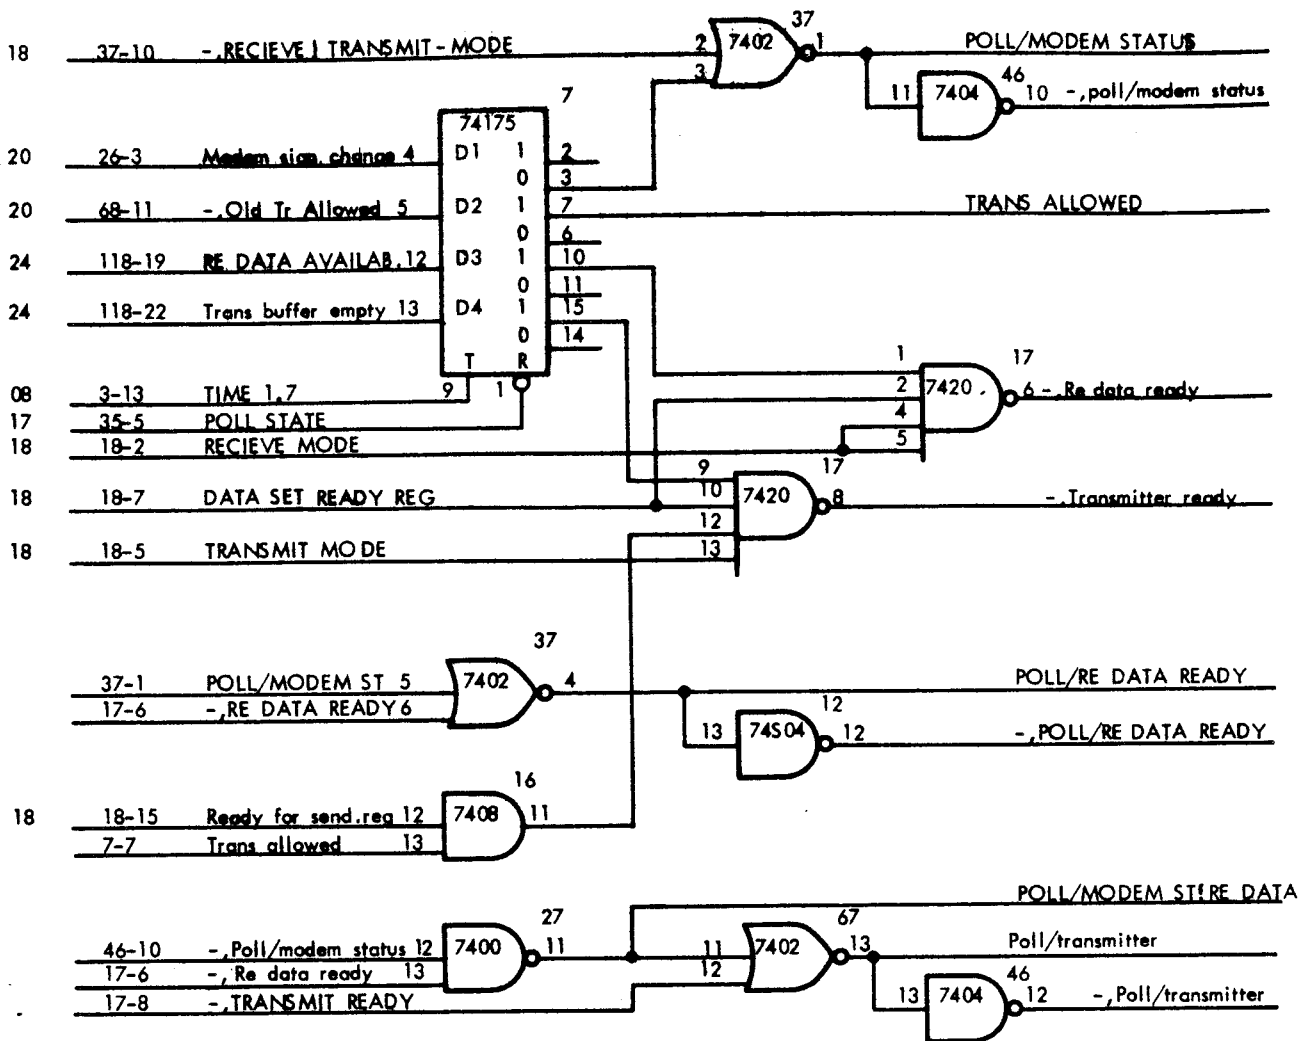 37
18 37-10 -,RECIEVE! TRANSMIT-MODE 2 7402 1 POLL/MODEM STATUS
3
46
11 7404 10 -,poll/modem status
7
74175
20 26-3 Modem sign. change 4 D1 1 2
0 3
20 68-11 -,Old Tr Allowed 5 D2 1 7 TRANS ALLOWED
0 6
24 118-19 RE DATA AVAILAB. 12 D3 1 10
0 11
24 118-22 Trans buffer empty 13 D4 1 15
0 14
T R
1 17
08 3-13 TIME 1.7 9 1 2 7420 6 -,Re data ready
17 35-5 POLL STATE 4
18 18-2 RECIEVE MODE 5
17
9
18 18-7 DATA SET READY REG 10 7420 8 -,Transmitter ready
12
18 18-5 TRANSMIT MODE 13
37
37-1 POLL/MODEM ST 5 7402 4 POLL/RE DATA READY
17-6 -,RE DATA READY 6
12
13 74S04 12 -,POLL/RE DATA READY
16
18 18-15 Ready for send.reg 12 7408 11
7-7 Trans allowed 13
POLL/MODEM ST!RE DATA
27 67
46-10 -,Poll/modem status 12 7400 11 11 7402 13 Poll/transmitter
17-6 -,Re data ready 13 12
46
17-8 -,TRANSMIT READY 13 7404 12 -,Poll/transmitter